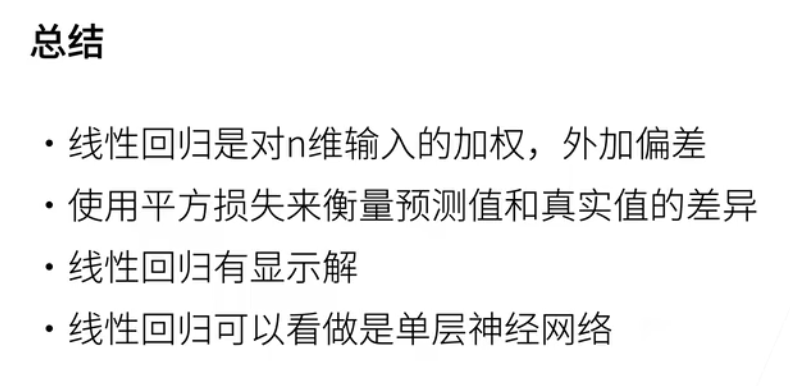 总结
・线性回归是对n维输入的加权，外加偏差
・使用平方损失来衡量预测值和真实值的差异
・线性回归有显示解
・线性回归可以看做是单层神经网络